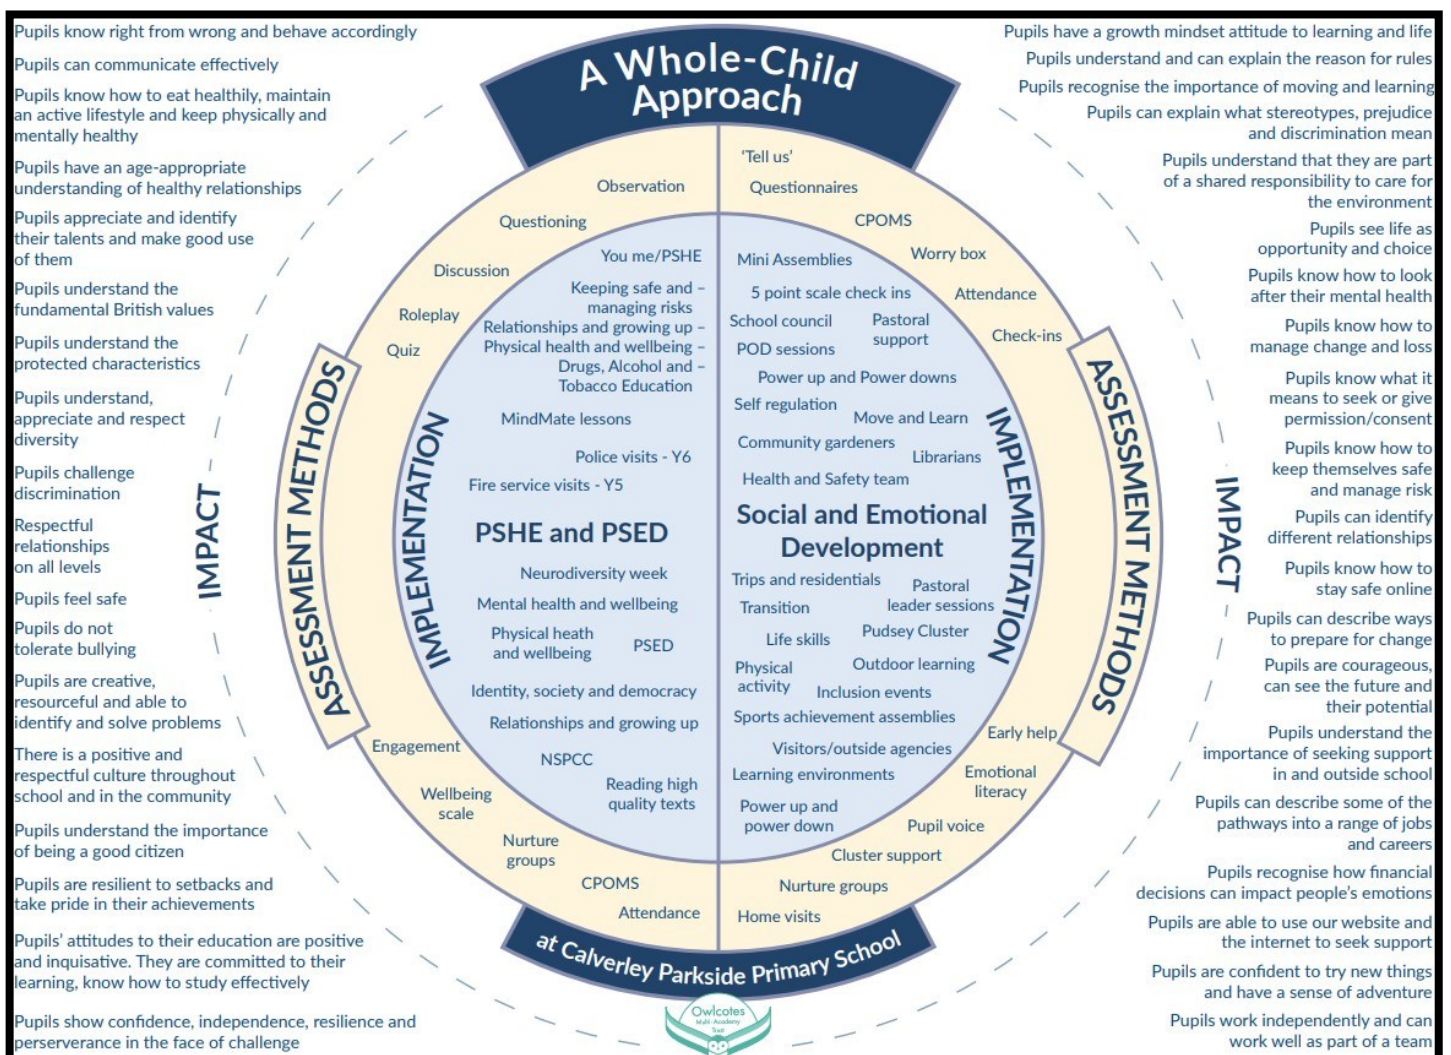 A Whole-Child
Approach
Pupils know right from wrong and behave accordingly
Pupils can communicate effectively
Pupils know how to eat healthily, maintain
an active lifestyle and keep physically and
mentally healthy
Pupils have an age-appropriate
understanding of healthy relationships
Pupils appreciate and identify
their talents and make good use
of them
Pupils understand the
fundamental British values
Pupils understand the
protected characteristics
Pupils understand,
appreciate and respect
diversity
Pupils challenge
discrimination
Respectful
relationships
on all levels
Pupils feel safe
Pupils do not
tolerate bullying
Pupils are creative,
resourceful and able to
identify and solve problems
There is a positive and
respectful culture throughout
school and in the community
Pupils understand the importance
of being a good citizen
Pupils are resilient to setbacks and
take pride in their achievements
Pupils' attitudes to their education are positive
and inquisative. They are committed to their
learning, know how to study effectively
Pupils show confidence, independence, resilience and
perserverance in the face of challenge
IMPACT
ASSESSMENT METHODS
Observation
Questioning
Discussion
Roleplay
Quiz
Engagement
Wellbeing
scale
Nurture
groups
CPOMS
Attendance
IMPLEMENTATION
You me/PSHE
Keeping safe and –
managing risks
Relationships and growing up –
Physical health and wellbeing –
Drugs, Alcohol and –
Tobacco Education
MindMate lessons
Police visits - Y6
Fire service visits - Y5
PSHE and PSED
Neurodiversity week
Mental health and wellbeing
Physical heath
and wellbeing
PSED
Identity, society and democracy
Relationships and growing up
NSPCC
Reading high
quality texts
'Tell us'
Questionnaires
CPOMS
Worry box
Attendance
Check-ins
Mini Assemblies
5 point scale check ins
School council
Pastoral
support
POD sessions
Power up and Power downs
Self regulation
Move and Learn
Community gardeners
Librarians
Health and Safety team
Social and Emotional
Development
Trips and residentials
Pastoral
leader sessions
Transition
Life skills
Pudsey Cluster
Physical
activity
Outdoor learning
Inclusion events
Sports achievement assemblies
Visitors/outside agencies
Learning environments
Power up and
power down
IMPLEMENTATION
Early help
Emotional
literacy
Pupil voice
Cluster support
Nurture groups
Home visits
ASSESSMENT METHODS
IMPACT
Pupils have a growth mindset attitude to learning and life
Pupils understand and can explain the reason for rules
Pupils recognise the importance of moving and learning
Pupils can explain what stereotypes, prejudice
and discrimination mean
Pupils understand that they are part
of a shared responsibility to care for
the environment
Pupils see life as
opportunity and choice
Pupils know how to look
after their mental health
Pupils know how to
manage change and loss
Pupils know what it
means to seek or give
permission/consent
Pupils know how to
keep themselves safe
and manage risk
Pupils can identify
different relationships
Pupils know how to
stay safe online
Pupils can describe ways
to prepare for change
Pupils are courageous,
can see the future and
their potential
Pupils understand the
importance of seeking support
in and outside school
Pupils can describe some of the
pathways into a range of jobs
and careers
Pupils recognise how financial
decisions can impact people's emotions
Pupils are able to use our website and
the internet to seek support
Pupils are confident to try new things
and have a sense of adventure
Pupils work independently and can
work well as part of a team
at Calverley Parkside Primary School
Owlcotes
Multi-Academy
Trust